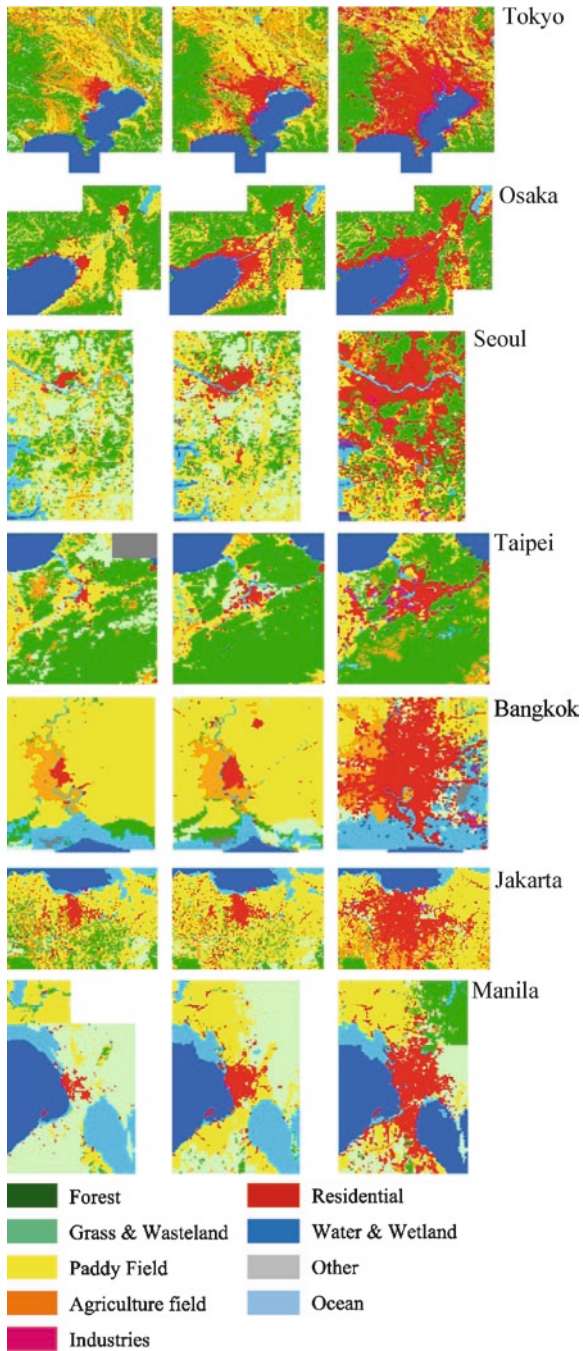 Tokyo
Osaka
Seoul
Taipei
Bangkok
Jakarta
Manila
Forest
Residential
Grass & Wasteland
Water & Wetland
Paddy Field
Other
Agriculture field
Ocean
Industries